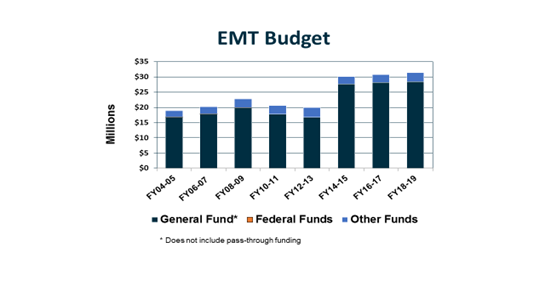 EMT Budget
$35
$30
$25
$20
$15
$10
$5
$0
Millions
FY04-05 FY06-07 FY08-09 FY10-11 FY12-13 FY14-15 FY16-17 FY18-19
General Fund* Federal Funds Other Funds
* Does not include pass-through funding